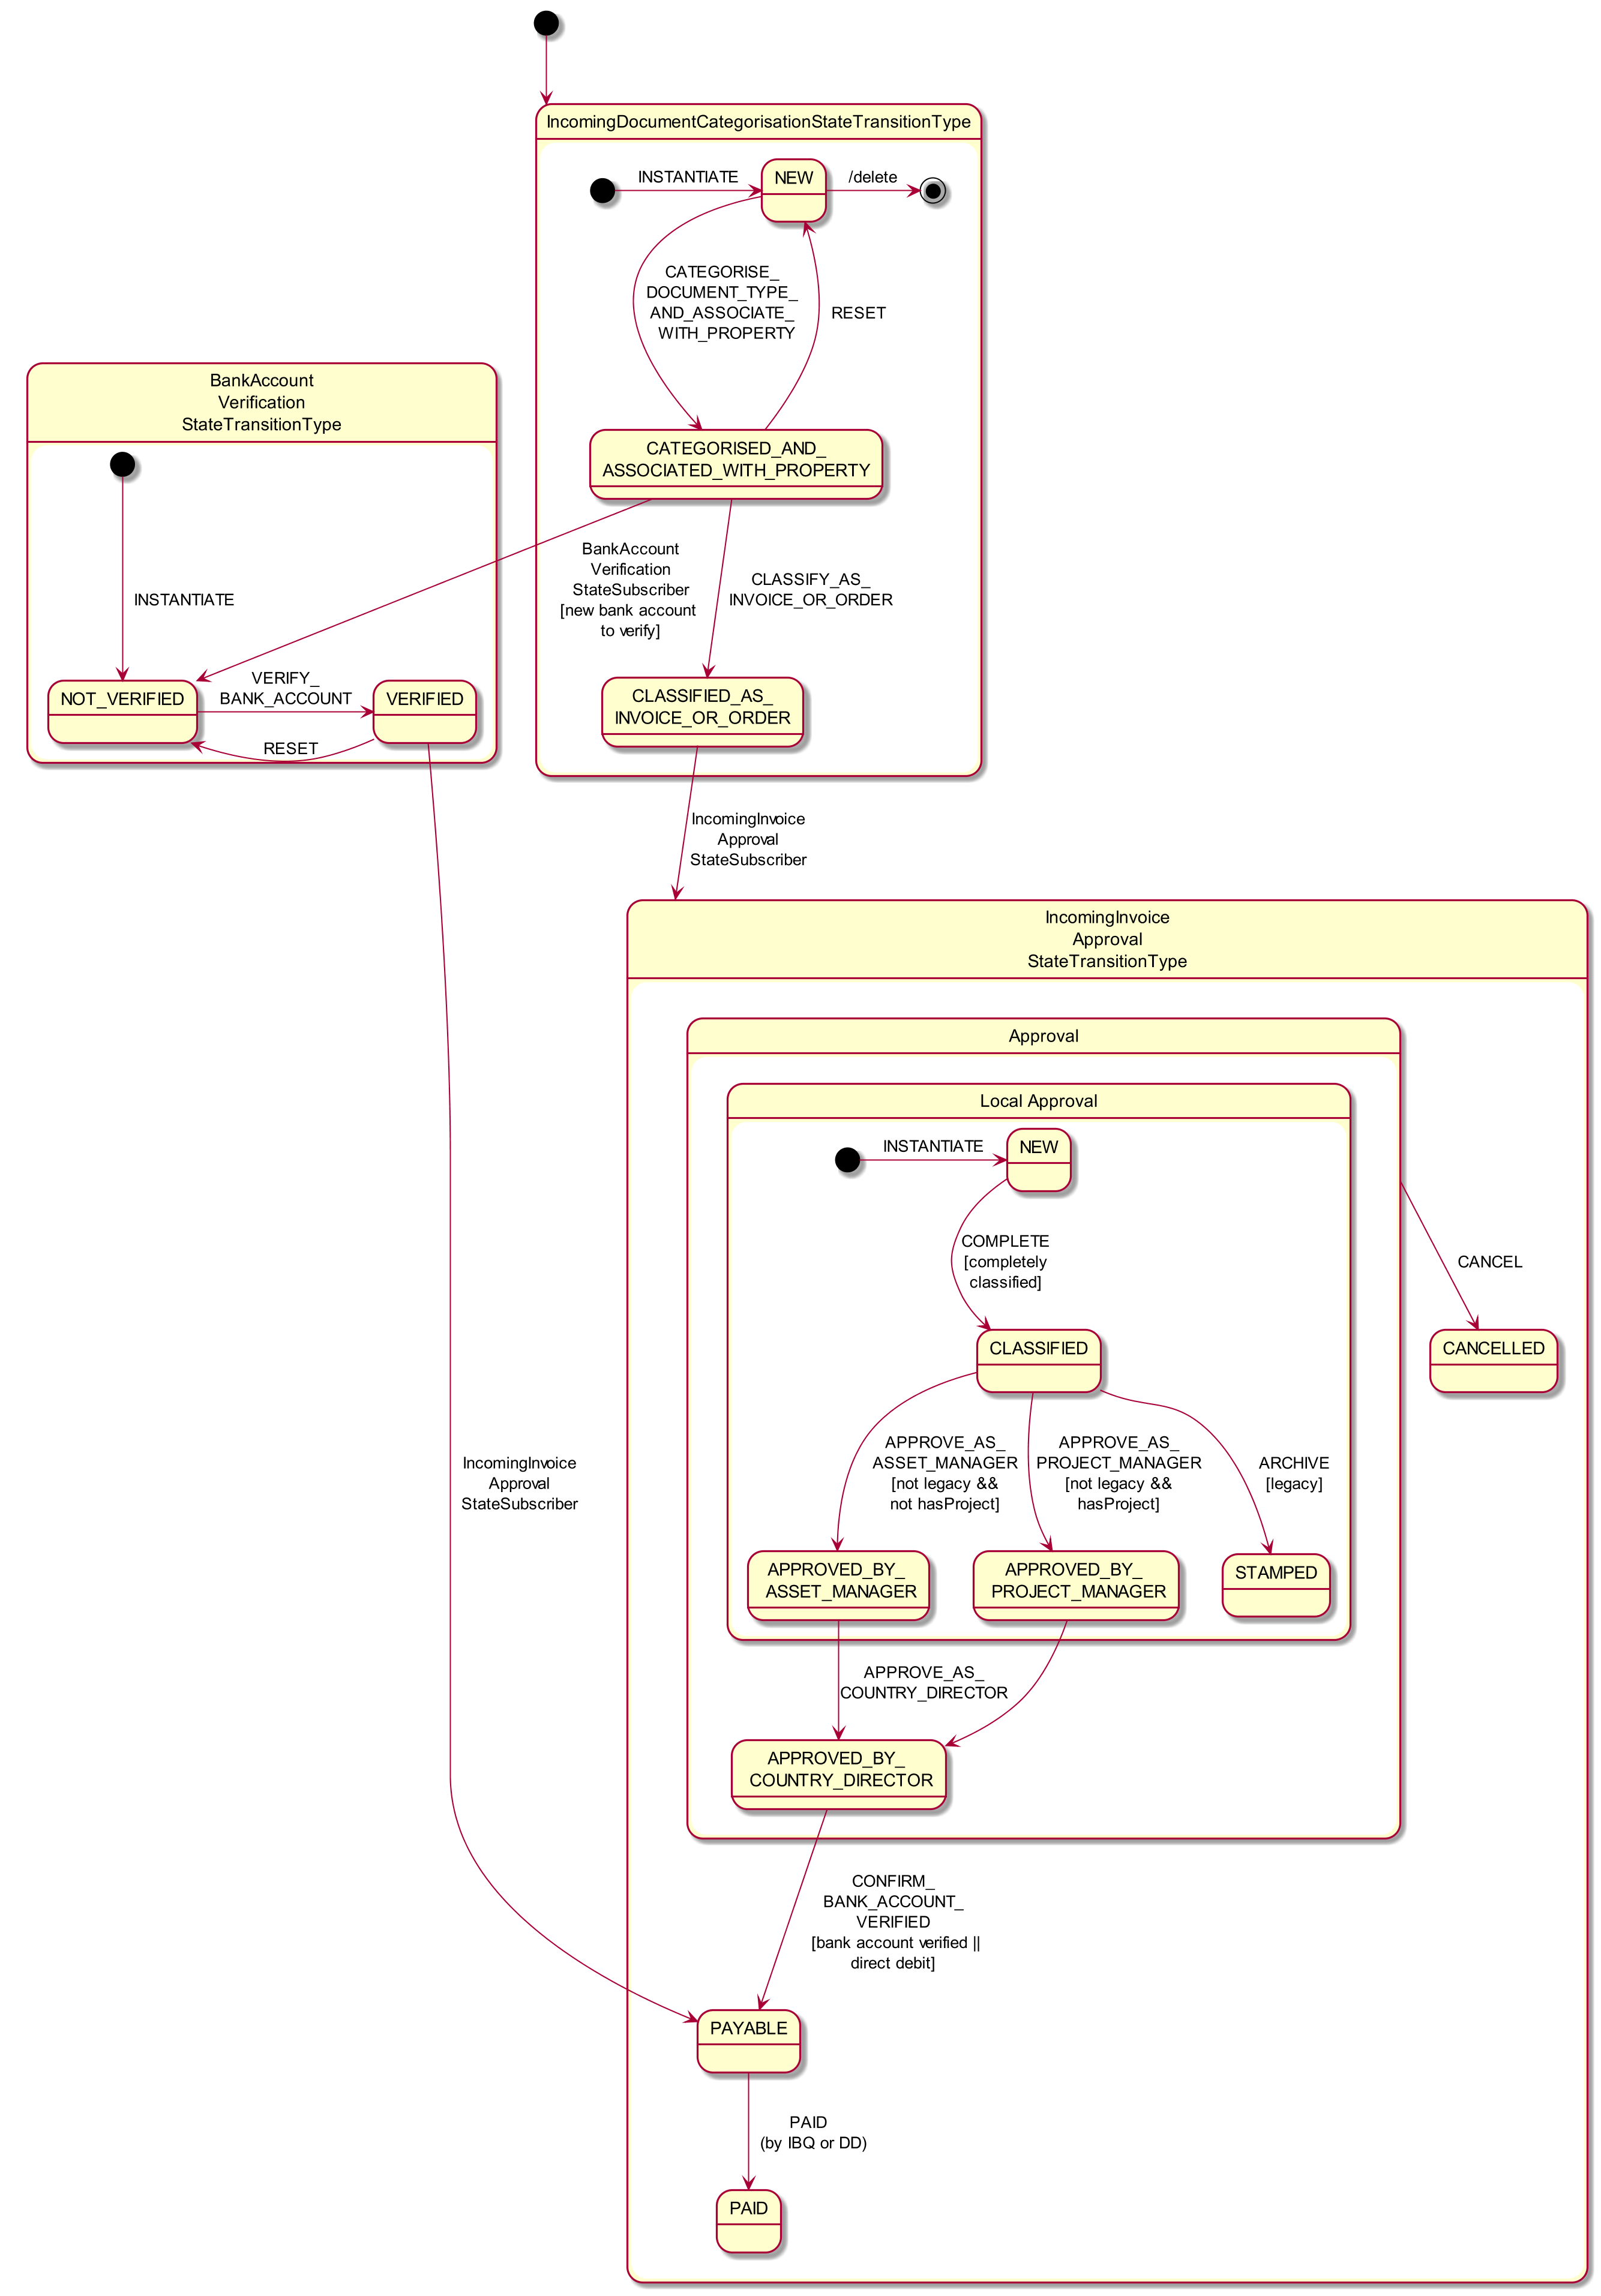 IncomingDocumentCategorisationStateTransitionType
INSTANTIATE
NEW
/delete
CATEGORISE_
DOCUMENT_TYPE_
AND_ASSOCIATE_
WITH_PROPERTY
RESET
CATEGORISED_AND_
ASSOCIATED_WITH_PROPERTY
BankAccount
Verification
StateSubscriber
[new bank account
to verify]
CLASSIFY_AS_
INVOICE_OR_ORDER
CLASSIFIED_AS_
INVOICE_OR_ORDER
BankAccount
Verification
StateTransitionType
INSTANTIATE
NOT_VERIFIED
VERIFY_
BANK_ACCOUNT
VERIFIED
RESET
IncomingInvoice
Approval
StateSubscriber
IncomingInvoice
Approval
StateTransitionType
Approval
Local Approval
INSTANTIATE
NEW
COMPLETE
[completely
classified]
CANCEL
CLASSIFIED
CANCELLED
APPROVE_AS_
ASSET_MANAGER
[not legacy &&
not hasProject]
APPROVE_AS_
PROJECT_MANAGER
[not legacy &&
hasProject]
ARCHIVE
[legacy]
IncomingInvoice
Approval
StateSubscriber
APPROVED_BY_
ASSET_MANAGER
APPROVED_BY_
PROJECT_MANAGER
STAMPED
APPROVE_AS_
COUNTRY_DIRECTOR
APPROVED_BY_
COUNTRY_DIRECTOR
CONFIRM_
BANK_ACCOUNT_
VERIFIED
[bank account verified ||
direct debit]
PAYABLE
PAID
(by IBQ or DD)
PAID